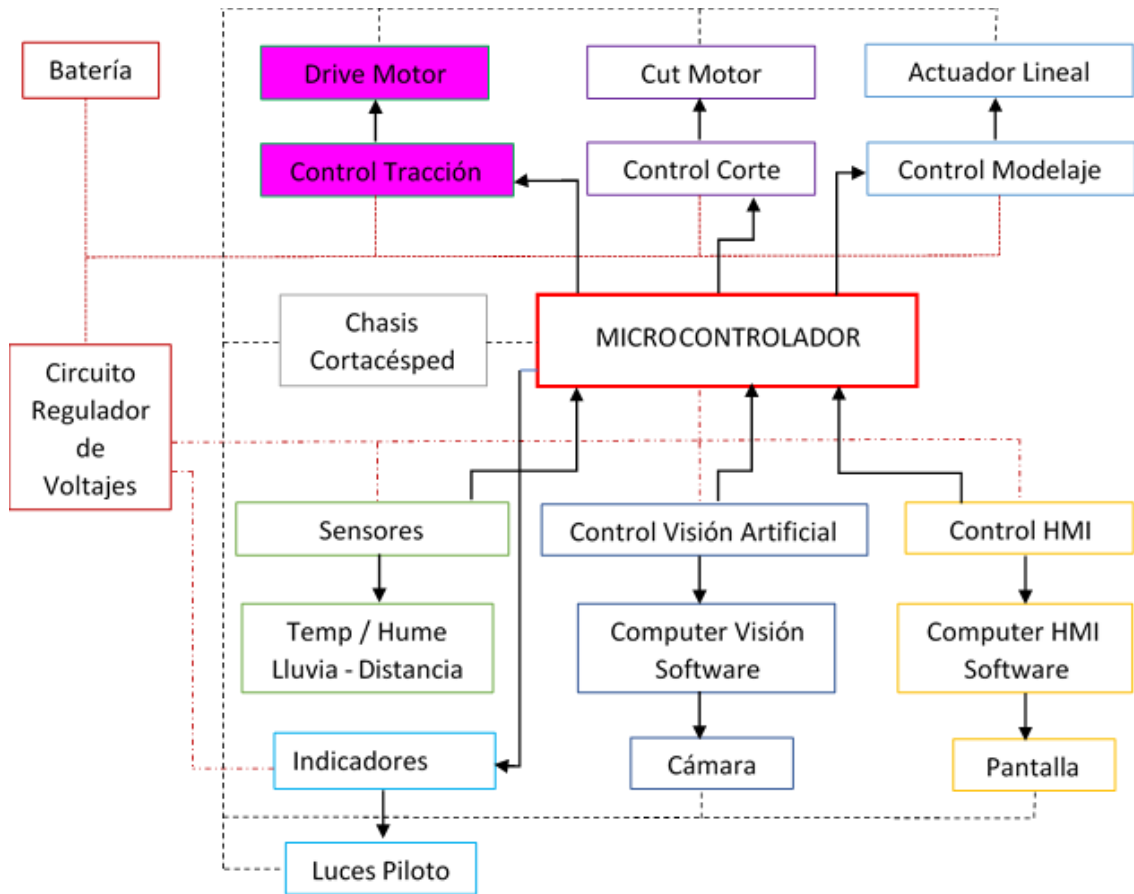 Batería
Drive Motor
Cut Motor
Actuador Lineal
Control Tracción
Control Corte
Control Modelaje
Chasis
Cortacésped
MICROCONTROLADOR
Circuito
Regulador
de
Voltajes
Sensores
Control Visión Artificial
Control HMI
Temp / Hume
Lluvia - Distancia
Computer Visión
Software
Computer HMI
Software
Indicadores
Cámara
Pantalla
Luces Piloto